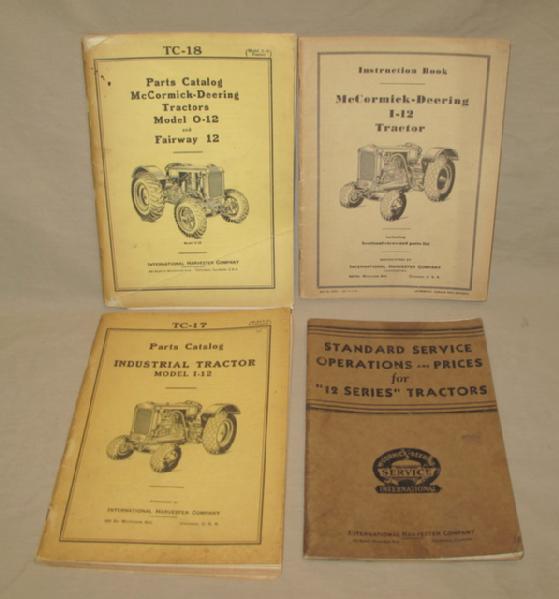 TC-18
Parts Catalog
McCormick-Deering
Tractors
Model O-12
and
Fairway 12
INTERNATIONAL HARVESTER COMPANY
Instruction Book
McCormick-Deering
I-12
Tractor
INTERNATIONAL HARVESTER COMPANY
TC-17
Parts Catalog
INDUSTRIAL TRACTOR
MODEL I-12
INTERNATIONAL HARVESTER COMPANY
STANDARD SERVICE
OPERATIONS AND PRICES
for
"12 SERIES" TRACTORS
McCORMICK-DEERING
SERVICE
INTERNATIONAL
INTERNATIONAL HARVESTER COMPANY